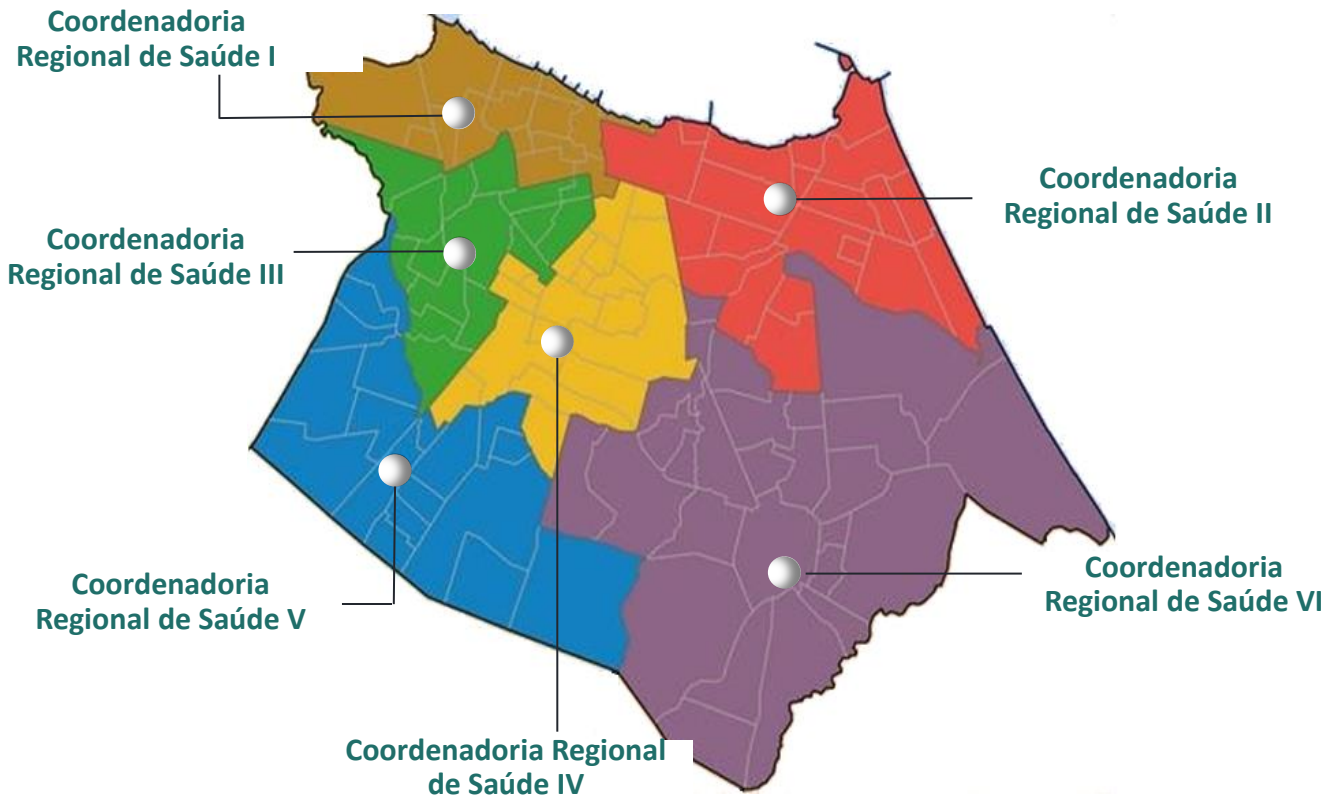 Coordenadoria
Regional de Saúde I
Coordenadoria
Regional de Saúde II
Coordenadoria
Regional de Saúde III
Coordenadoria
Regional de Saúde V
Coordenadoria
Regional de Saúde VI
Coordenadoria Regional
de Saúde IV